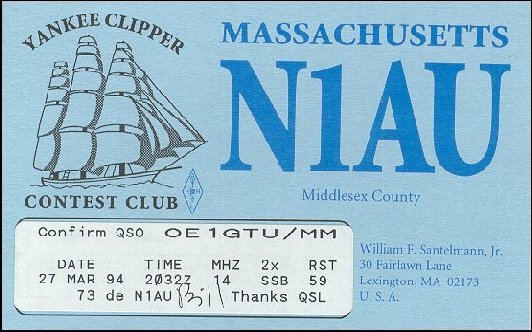 YANKEE CLIPPER
CONTEST CLUB
MASSACHUSETTS
N1AU
Middlesex County
Confirm QSO OE1GTU/MM
DATE TIME MHZ 2x RST
27 MAR 94 2032Z 14 SSB 59
73 de N1AU Bill Thanks QSL
William F. Santelmann, Jr.
30 Fairlawn Lane
Lexington MA 02173
U. S. A.